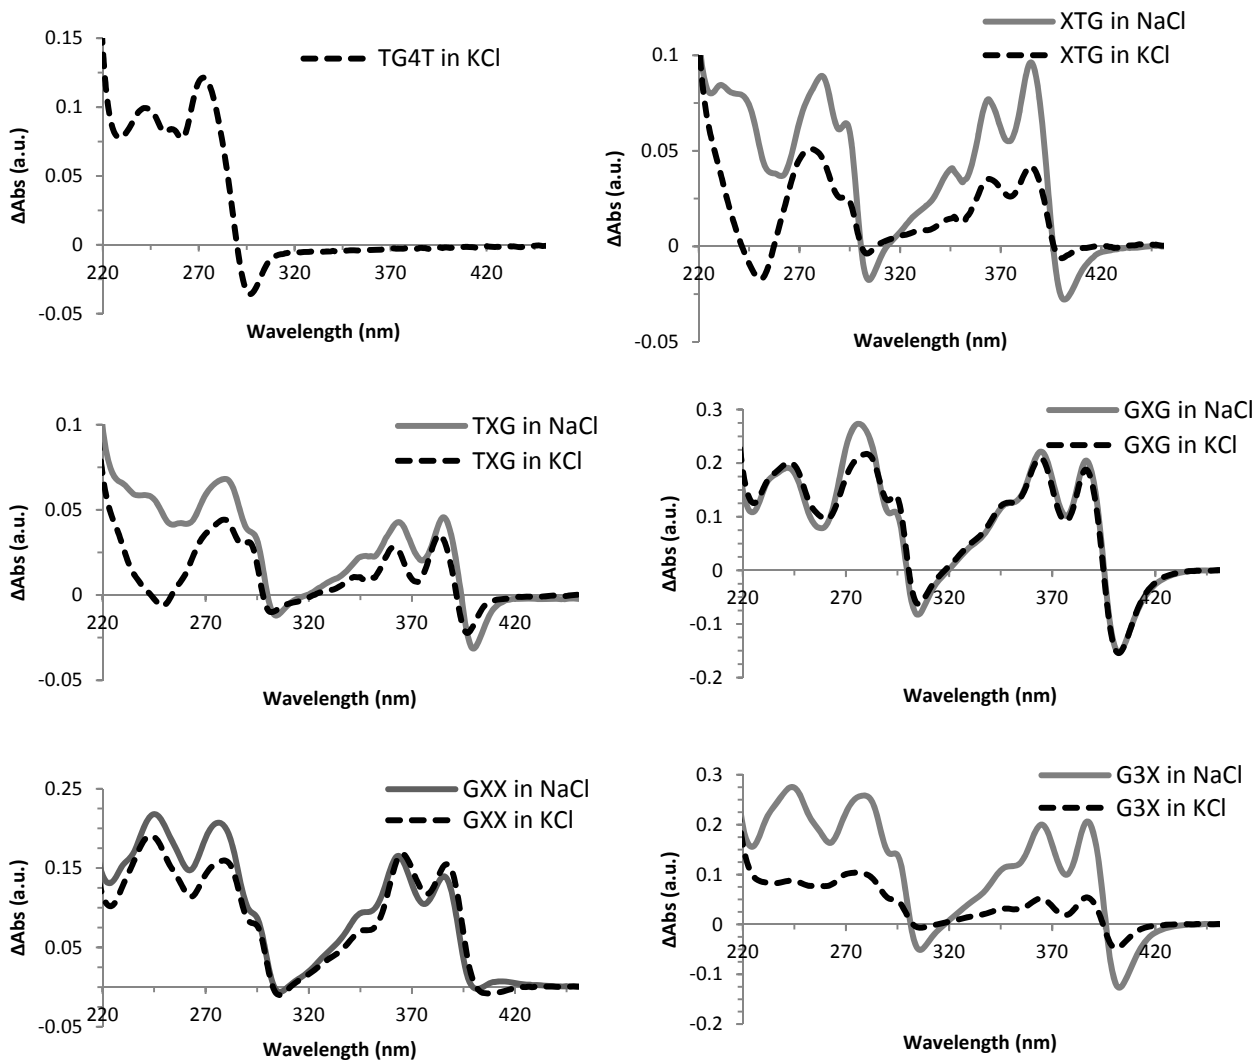 0.15
0.1
0.05
0
-0.05
220
270
320
370
420
ΔAbs (a.u.)
Wavelength (nm)
TG4T in KCl
XTG in NaCl
XTG in KCl
0.1
0.05
0
-0.05
220
270
320
370
420
ΔAbs (a.u.)
Wavelength (nm)
TXG in NaCl
TXG in KCl
0.1
0.05
0
-0.05
220
270
320
370
420
ΔAbs (a.u.)
Wavelength (nm)
GXG in NaCl
GXG in KCl
0.3
0.2
0.1
0
-0.1
-0.2
220
270
320
370
420
ΔAbs (a.u.)
Wavelength (nm)
GXX in NaCl
GXX in KCl
0.25
0.15
0.05
-0.05
220
270
320
370
420
ΔAbs (a.u.)
Wavelength (nm)
G3X in NaCl
G3X in KCl
0.3
0.2
0.1
0
-0.1
-0.2
220
270
320
370
420
ΔAbs (a.u.)
Wavelength (nm)